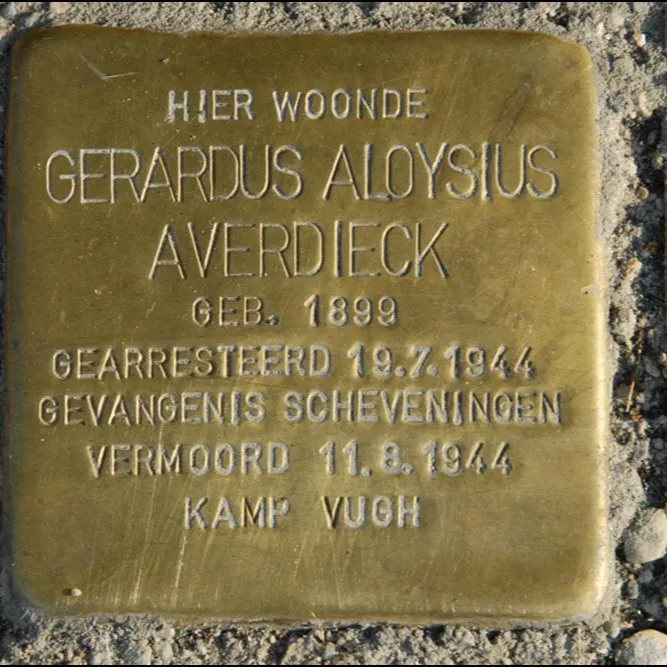 HIER WOONDE
GERARDUS ALOYSIUS
AVERDIECK
GEB. 1899
GEARRESTEERD 19.7.1944
GEVANGENIS SCHEVENINGEN
VERMOORD 11.8.1944
KAMP VUGH